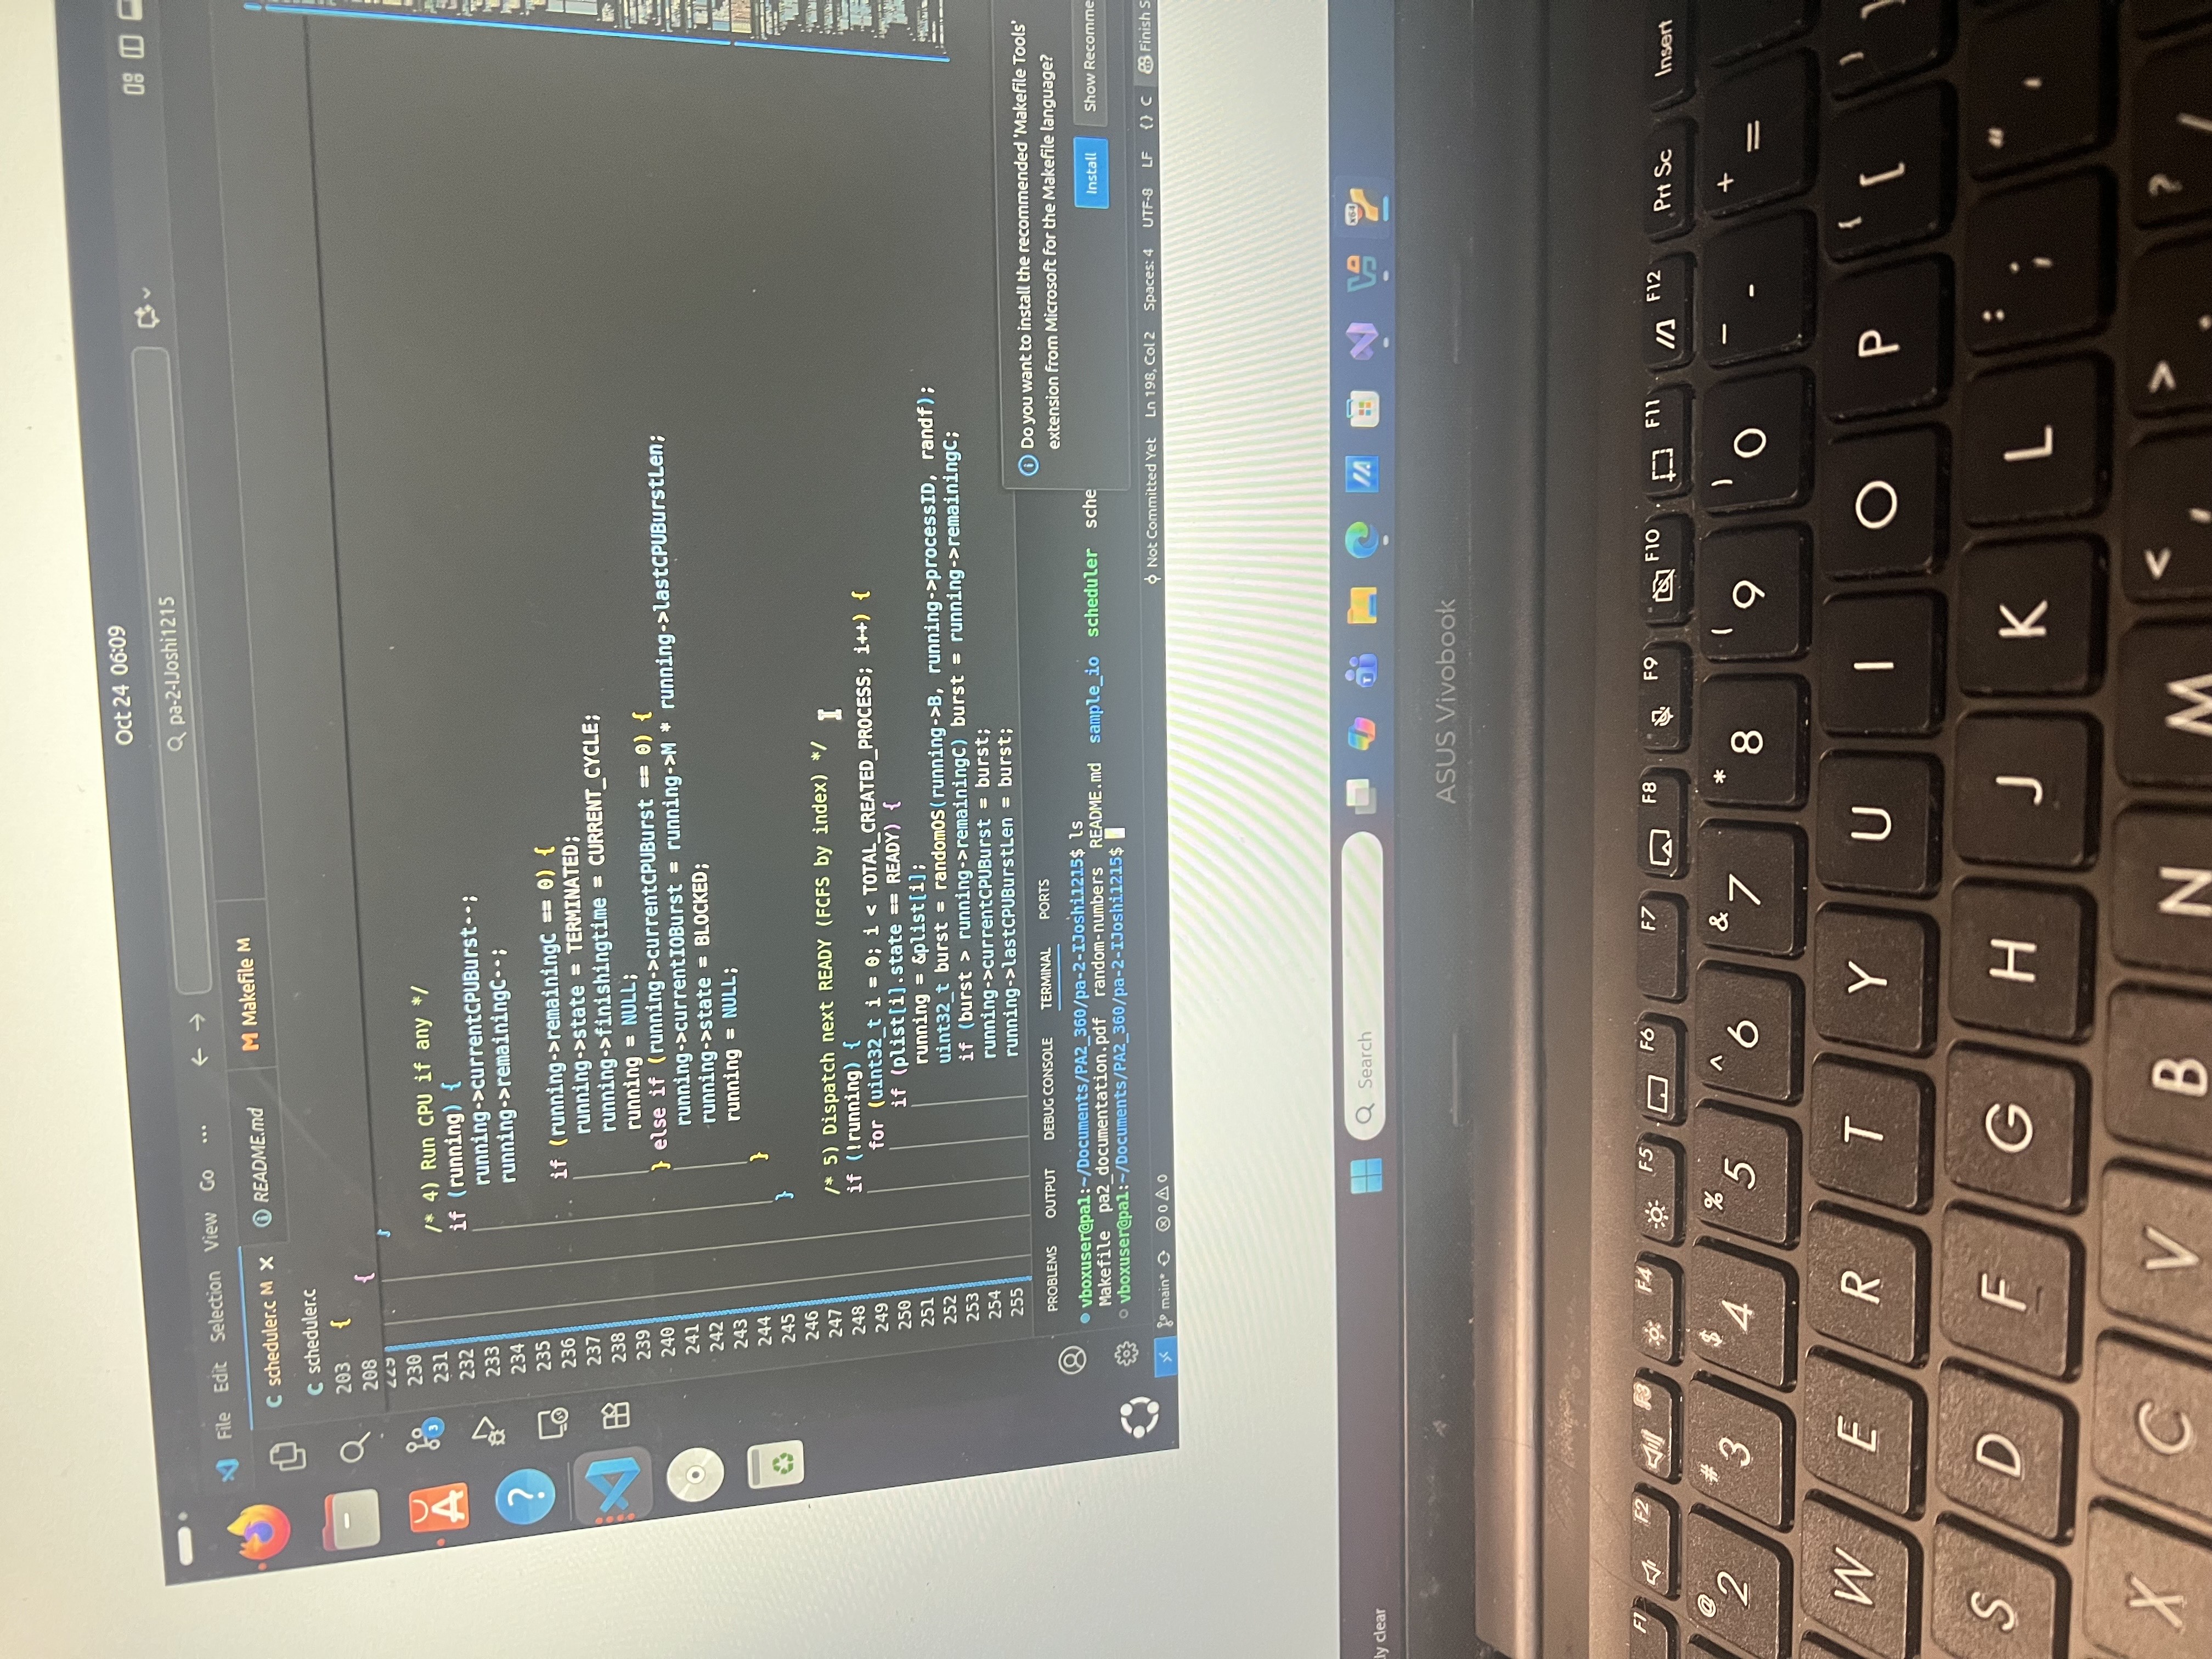 Oct 24 06:09
File Edit Selection View Go ... pa-2-IJoshi1215
C scheduler.c M README.md M Makefile M
C scheduler.c
203 {
208 {
229 }
230
231 /* 4) Run CPU if any */
232 if (running) {
233 running->currentCPUBurst--;
234 running->remainingC--;
235
236 if (running->remainingC == 0) {
237 running->state = TERMINATED;
238 running->finishingtime = CURRENT_CYCLE;
239 running = NULL;
240 } else if (running->currentCPUBurst == 0) {
241 running->currentIOBurst = running->M * running->lastCPUBurstLen;
242 running->state = BLOCKED;
243 running = NULL;
244 }
245 }
246
247 /* 5) Dispatch next READY (FCFS by index) */
248 if (!running) {
249 for (uint32_t i = 0; i < TOTAL_CREATED_PROCESS; i++) {
250 if (plist[i].state == READY) {
251 running = &plist[i];
252 uint32_t burst = randomOS(running->B, running->processID, randf);
253 if (burst > running->remainingC) burst = running->remainingC;
254 running->currentCPUBurst = burst;
255 running->lastCPUBurstLen = burst;
Do you want to install the recommended 'Makefile Tools'
extension from Microsoft for the Makefile language?
Install Show Recomme
PROBLEMS OUTPUT DEBUG CONSOLE TERMINAL PORTS
vboxuser@pa1:~/Documents/PA2_360/pa-2-IJoshi1215$ ls
Makefile pa2_documentation.pdf random-numbers README.md sample_io scheduler sche
vboxuser@pa1:~/Documents/PA2_360/pa-2-IJoshi1215$
main* 0 0 Not Committed Yet Ln 198, Col 2 Spaces: 4 UTF-8 LF {} C Finish S
ly clear Search
ASUS Vivobook
F1 F2 F3 F4 F5 F6 F7 F8 F9 F10 F11 F12 Prt Sc Insert
@ 2 # 3 $ 4 % 5 ^ 6 & 7 * 8 ( 9 ) 0 _ - + =
W E R T Y U I O P { [ } ]
S D F G H J K L : ; " '
X C V B N M < , > . ? /